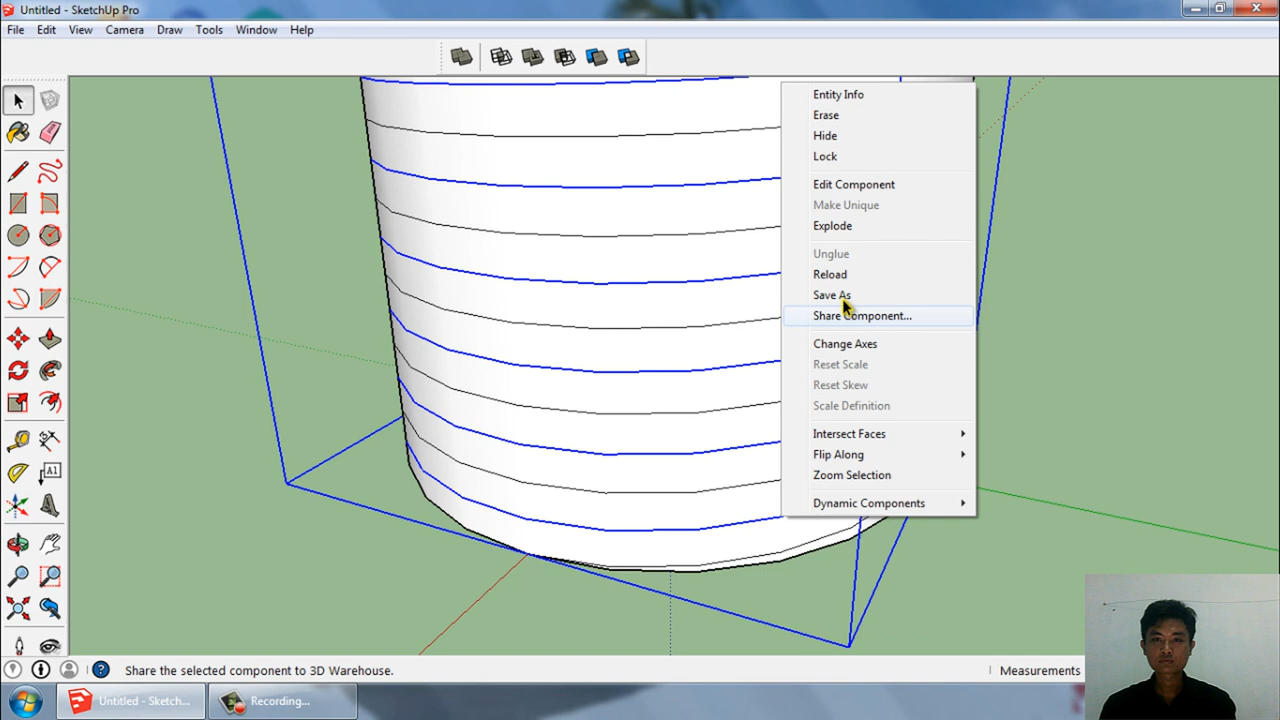 Untitled - SketchUp Pro
File Edit View Camera Draw Tools Window Help
Entity Info
Erase
Hide
Lock
Edit Component
Make Unique
Explode
Unglue
Reload
Save As
Share Component...
Change Axes
Reset Scale
Reset Skew
Scale Definition
Intersect Faces
Flip Along
Zoom Selection
Dynamic Components
A1
Share the selected component to 3D Warehouse.
Measurements
Untitled - Sketch...
Recording...